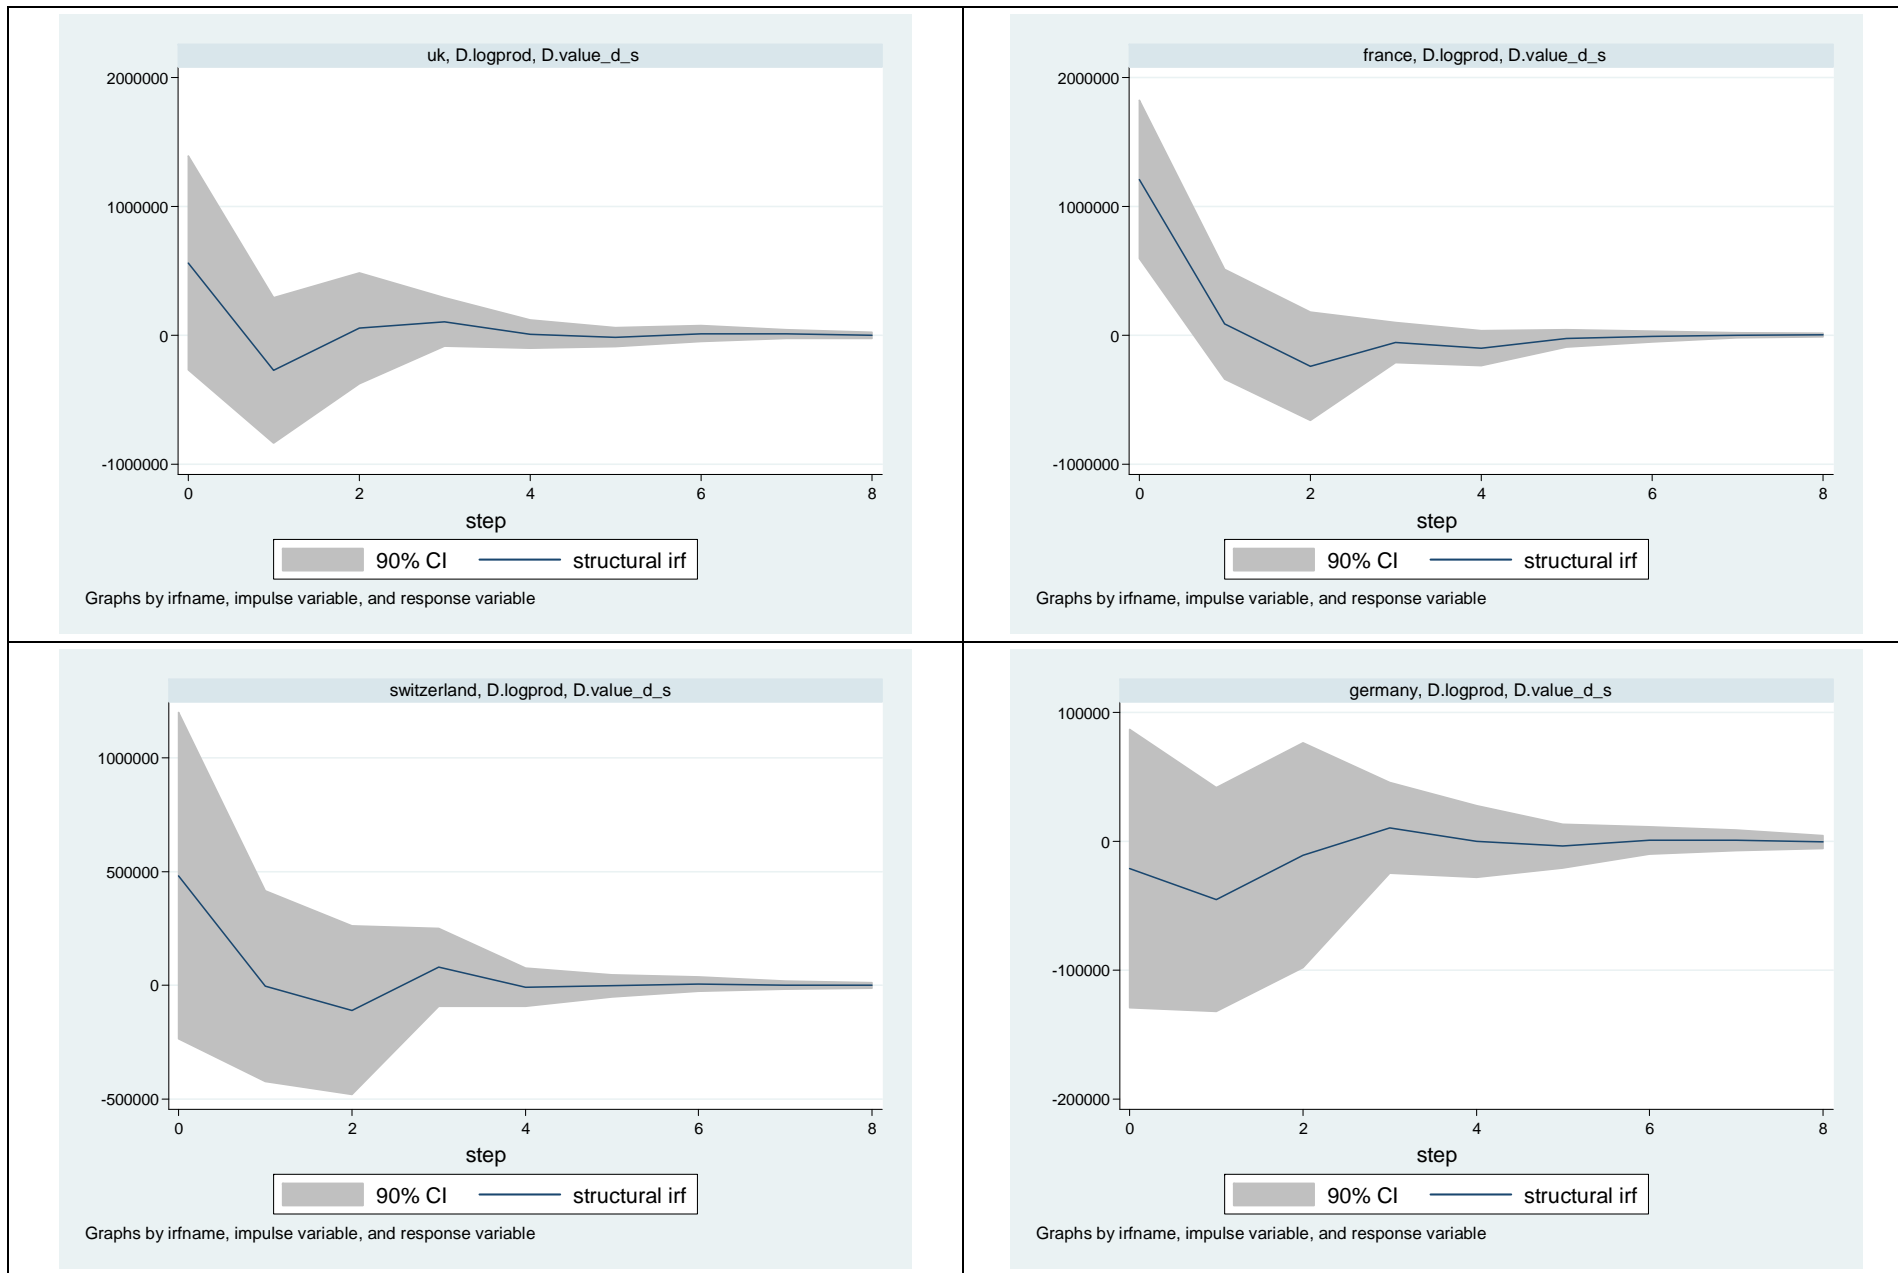 uk, D.logprod, D.value_d_s
2000000
1000000
0
-1000000
0 2 4 6 8
step
90% CI structural irf
Graphs by irfname, impulse variable, and response variable
france, D.logprod, D.value_d_s
2000000
1000000
0
-1000000
0 2 4 6 8
step
90% CI structural irf
Graphs by irfname, impulse variable, and response variable
switzerland, D.logprod, D.value_d_s
1000000
500000
0
-500000
0 2 4 6 8
step
90% CI structural irf
Graphs by irfname, impulse variable, and response variable
germany, D.logprod, D.value_d_s
100000
0
-100000
-200000
0 2 4 6 8
step
90% CI structural irf
Graphs by irfname, impulse variable, and response variable